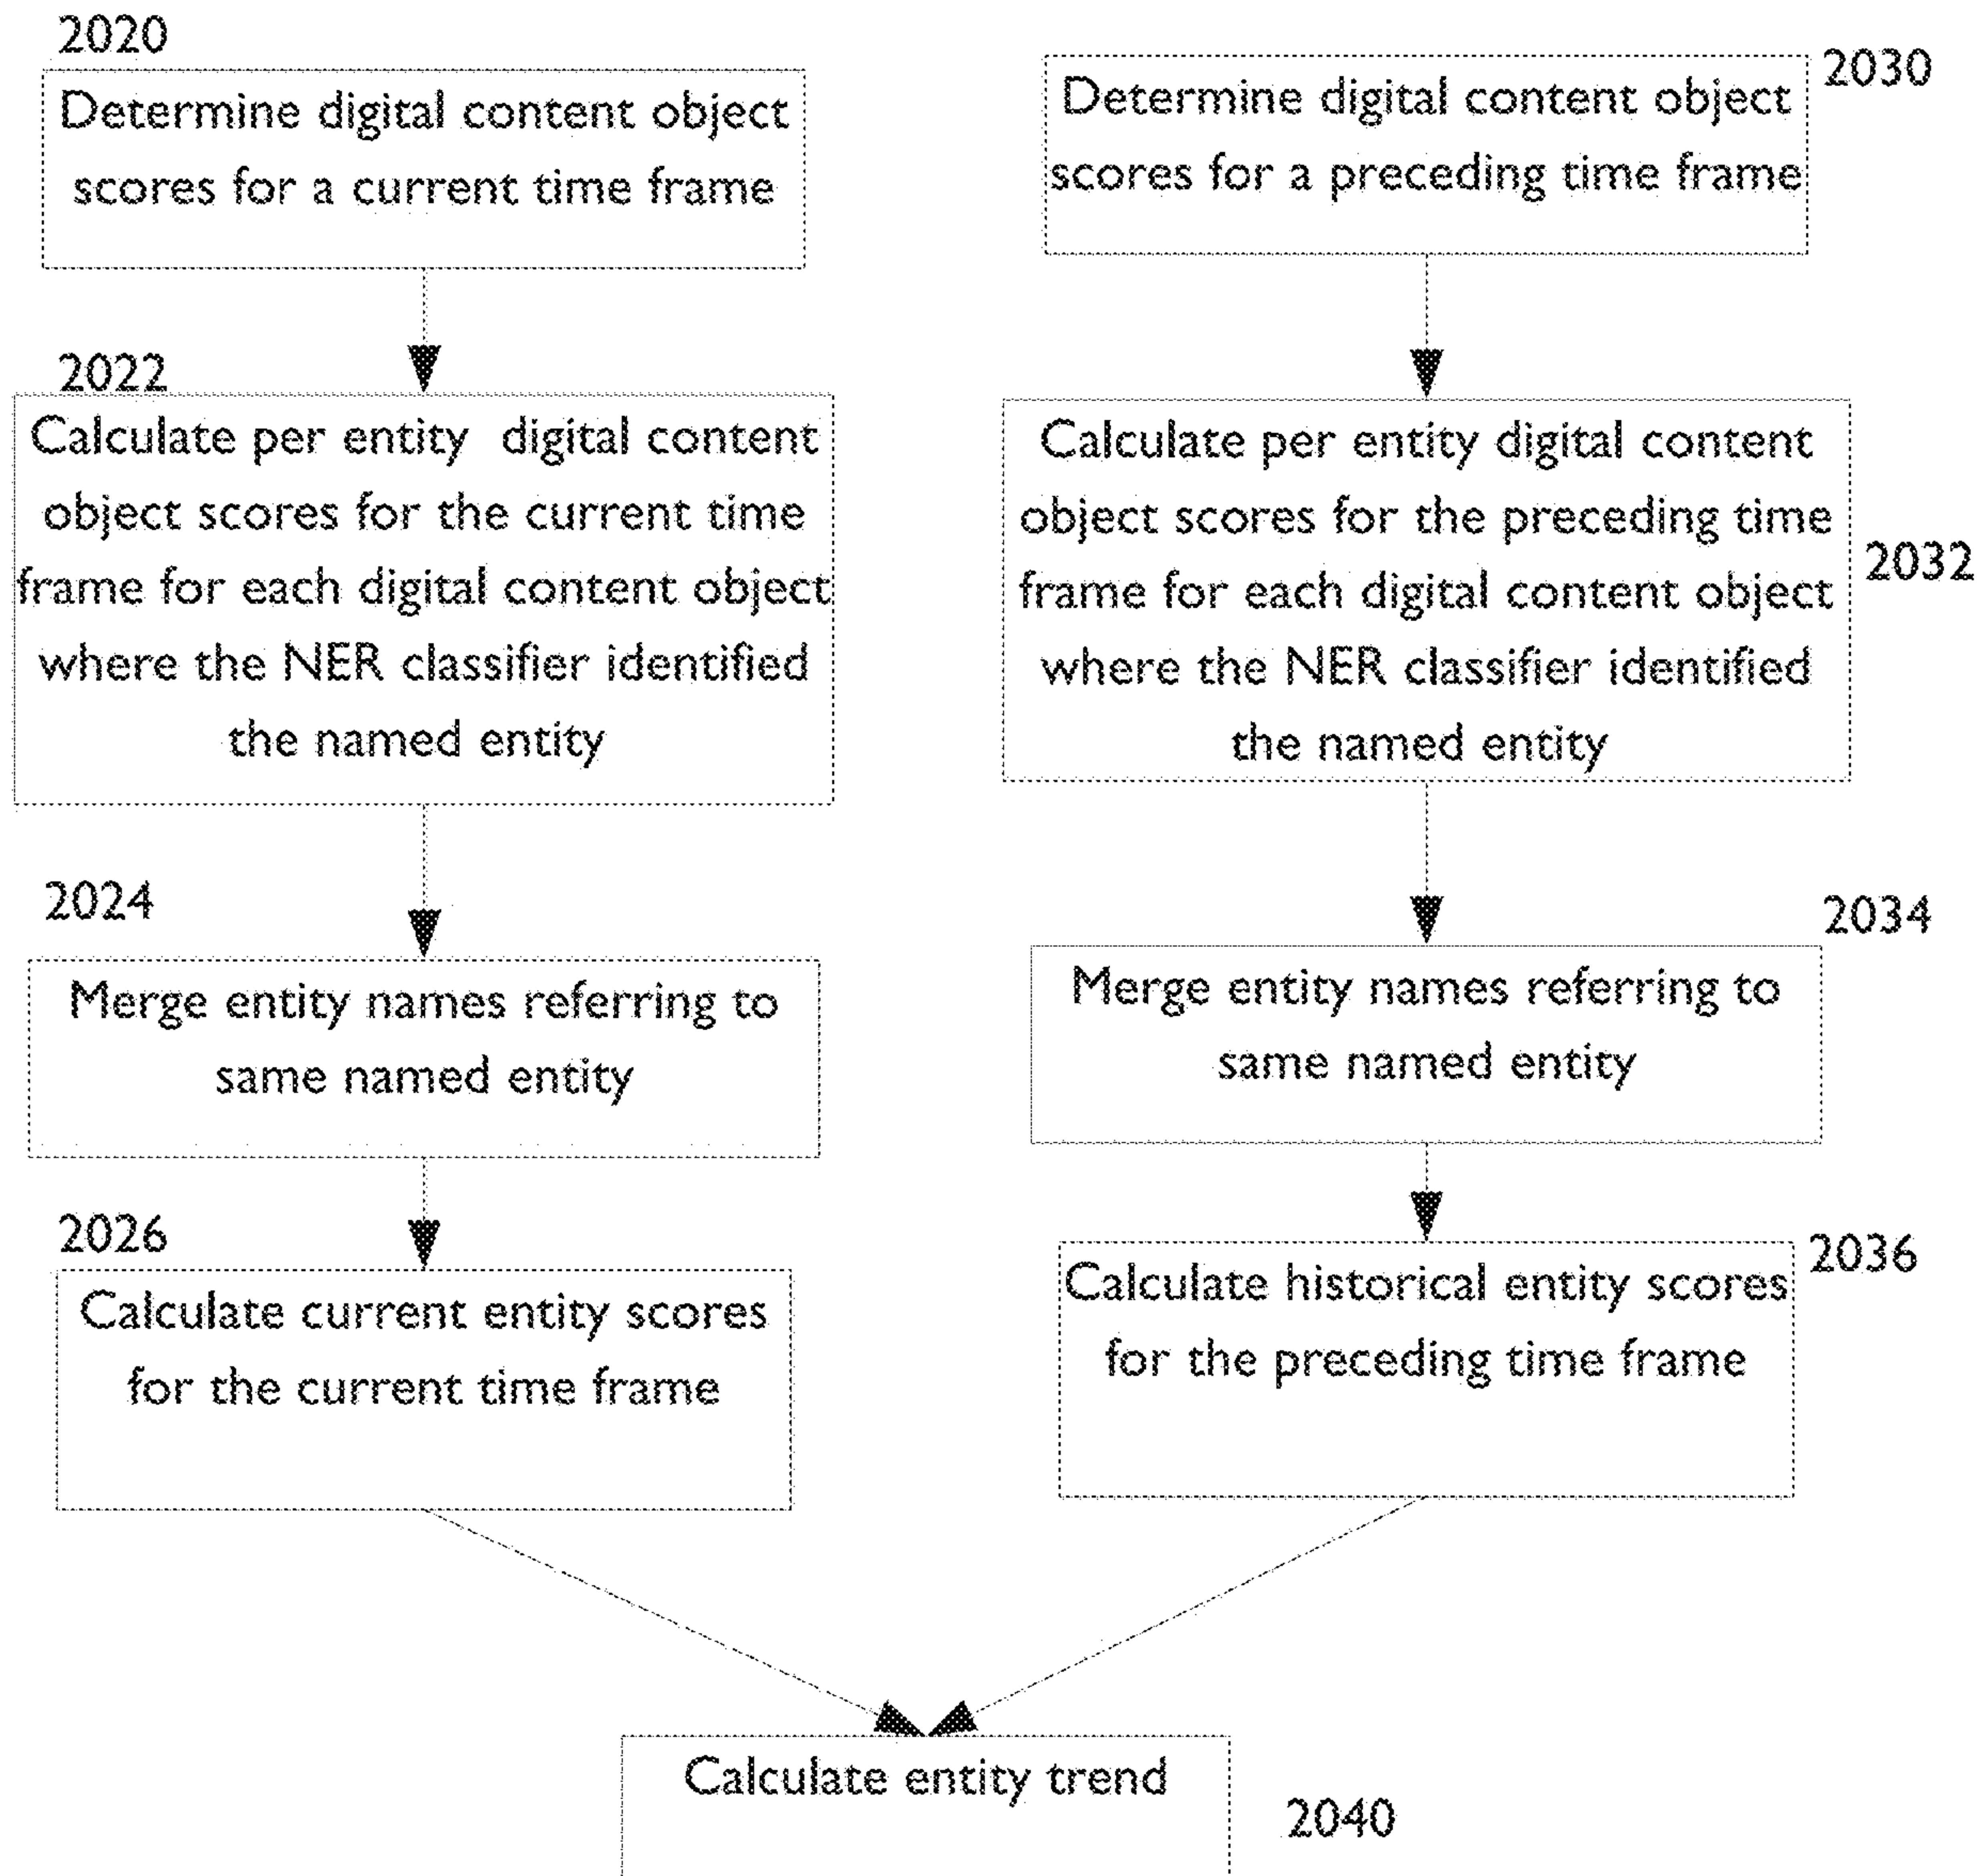 2020
Determine digital content object
scores for a current time frame
2022
Calculate per entity digital content
object scores for the current time
frame for each digital content object
where the NER classifier identified
the named entity
2024
Merge entity names referring to
same named entity
2026
Calculate current entity scores
for the current time frame
2030
Determine digital content object
scores for a preceding time frame
Calculate per entity digital content
object scores for the preceding time
frame for each digital content object
where the NER classifier identified
the named entity
2032
2034
Merge entity names referring to
same named entity
2036
Calculate historical entity scores
for the preceding time frame
Calculate entity trend
2040